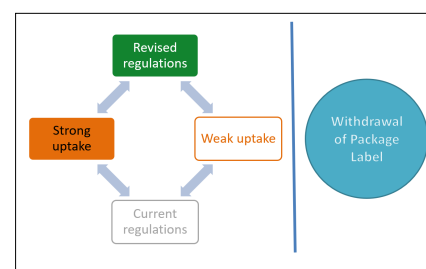 Revised
regulations
Strong
uptake
Weak uptake
Current
regulations
Withdrawal
of Package
Label